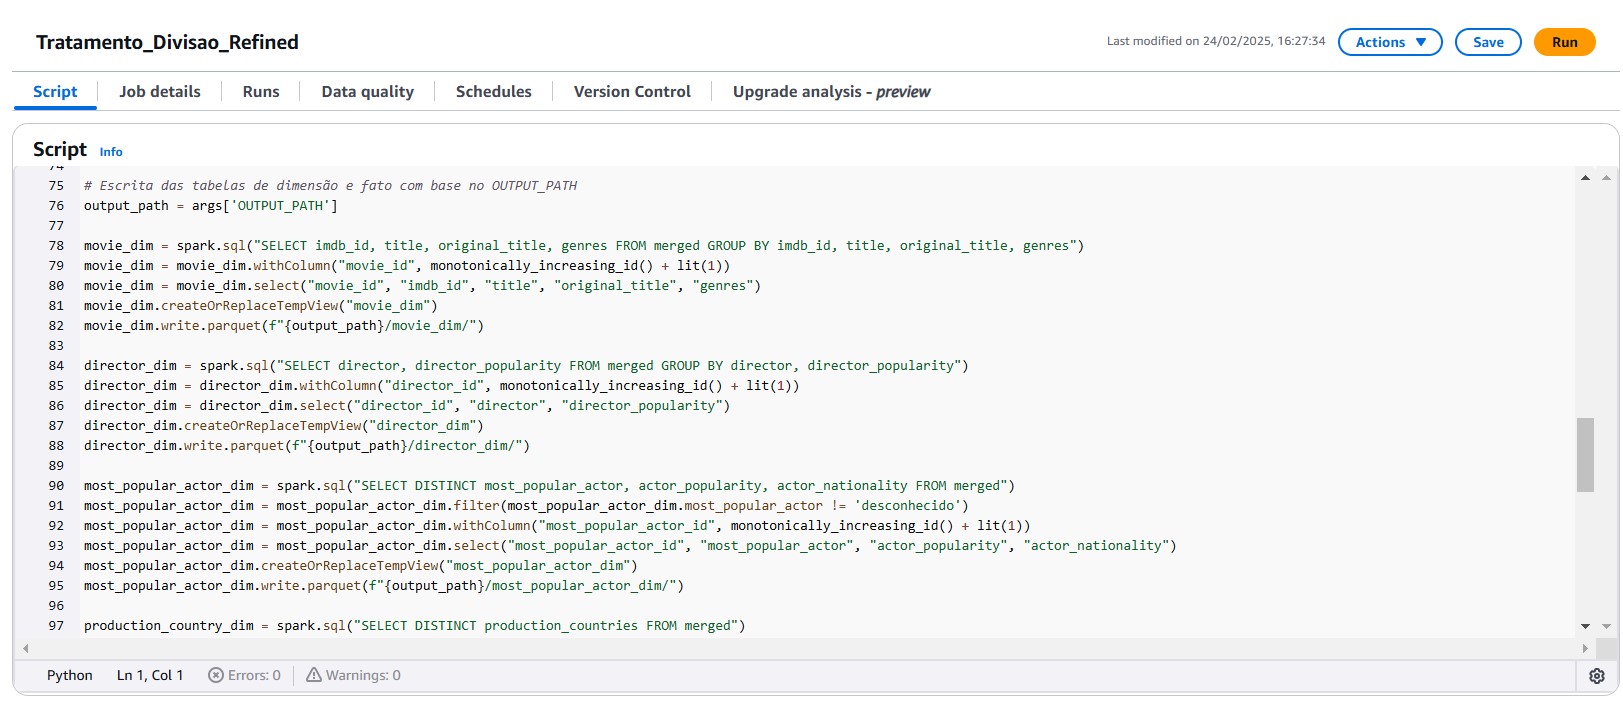 Tratamento_Divisao_Refined
Last modified on 24/02/2025, 16:27:34
Actions
Save
Run
Script
Job details
Runs
Data quality
Schedules
Version Control
Upgrade analysis - preview
Script Info
74
75 # Escrita das tabelas de dimensão e fato com base no OUTPUT_PATH
76 output_path = args['OUTPUT_PATH']
77
78 movie_dim = spark.sql("SELECT imdb_id, title, original_title, genres FROM merged GROUP BY imdb_id, title, original_title, genres")
79 movie_dim = movie_dim.withColumn("movie_id", monotonically_increasing_id() + lit(1))
80 movie_dim = movie_dim.select("movie_id", "imdb_id", "title", "original_title", "genres")
81 movie_dim.createOrReplaceTempView("movie_dim")
82 movie_dim.write.parquet(f"{output_path}/movie_dim/")
83
84 director_dim = spark.sql("SELECT director, director_popularity FROM merged GROUP BY director, director_popularity")
85 director_dim = director_dim.withColumn("director_id", monotonically_increasing_id() + lit(1))
86 director_dim = director_dim.select("director_id", "director", "director_popularity")
87 director_dim.createOrReplaceTempView("director_dim")
88 director_dim.write.parquet(f"{output_path}/director_dim/")
89
90 most_popular_actor_dim = spark.sql("SELECT DISTINCT most_popular_actor, actor_popularity, actor_nationality FROM merged")
91 most_popular_actor_dim = most_popular_actor_dim.filter(most_popular_actor_dim.most_popular_actor != 'desconhecido')
92 most_popular_actor_dim = most_popular_actor_dim.withColumn("most_popular_actor_id", monotonically_increasing_id() + lit(1))
93 most_popular_actor_dim = most_popular_actor_dim.select("most_popular_actor_id", "most_popular_actor", "actor_popularity", "actor_nationality")
94 most_popular_actor_dim.createOrReplaceTempView("most_popular_actor_dim")
95 most_popular_actor_dim.write.parquet(f"{output_path}/most_popular_actor_dim/")
96
97 production_country_dim = spark.sql("SELECT DISTINCT production_countries FROM merged")
Python Ln 1, Col 1 Errors: 0 Warnings: 0